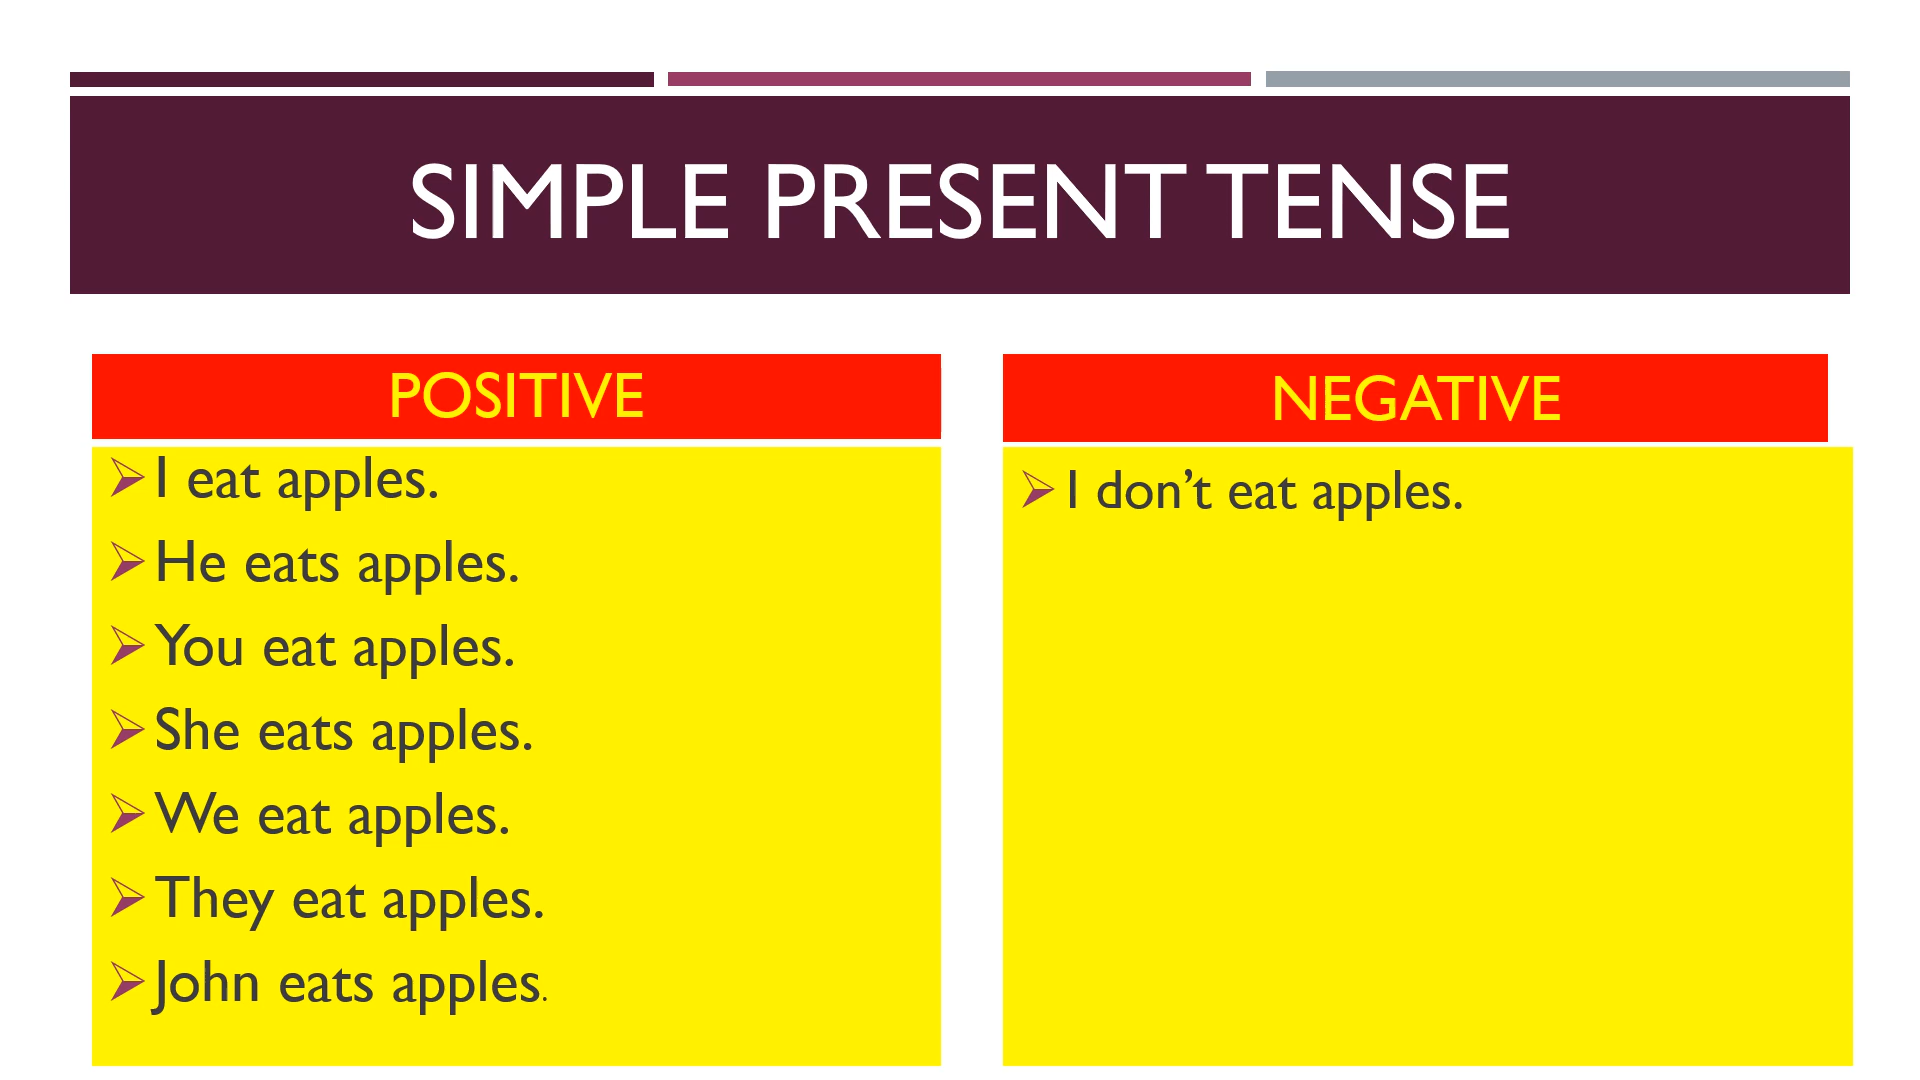 SIMPLE PRESENT TENSE
POSITIVE
I eat apples.
He eats apples.
You eat apples.
She eats apples.
We eat apples.
They eat apples.
John eats apples.
NEGATIVE
I don’t eat apples.